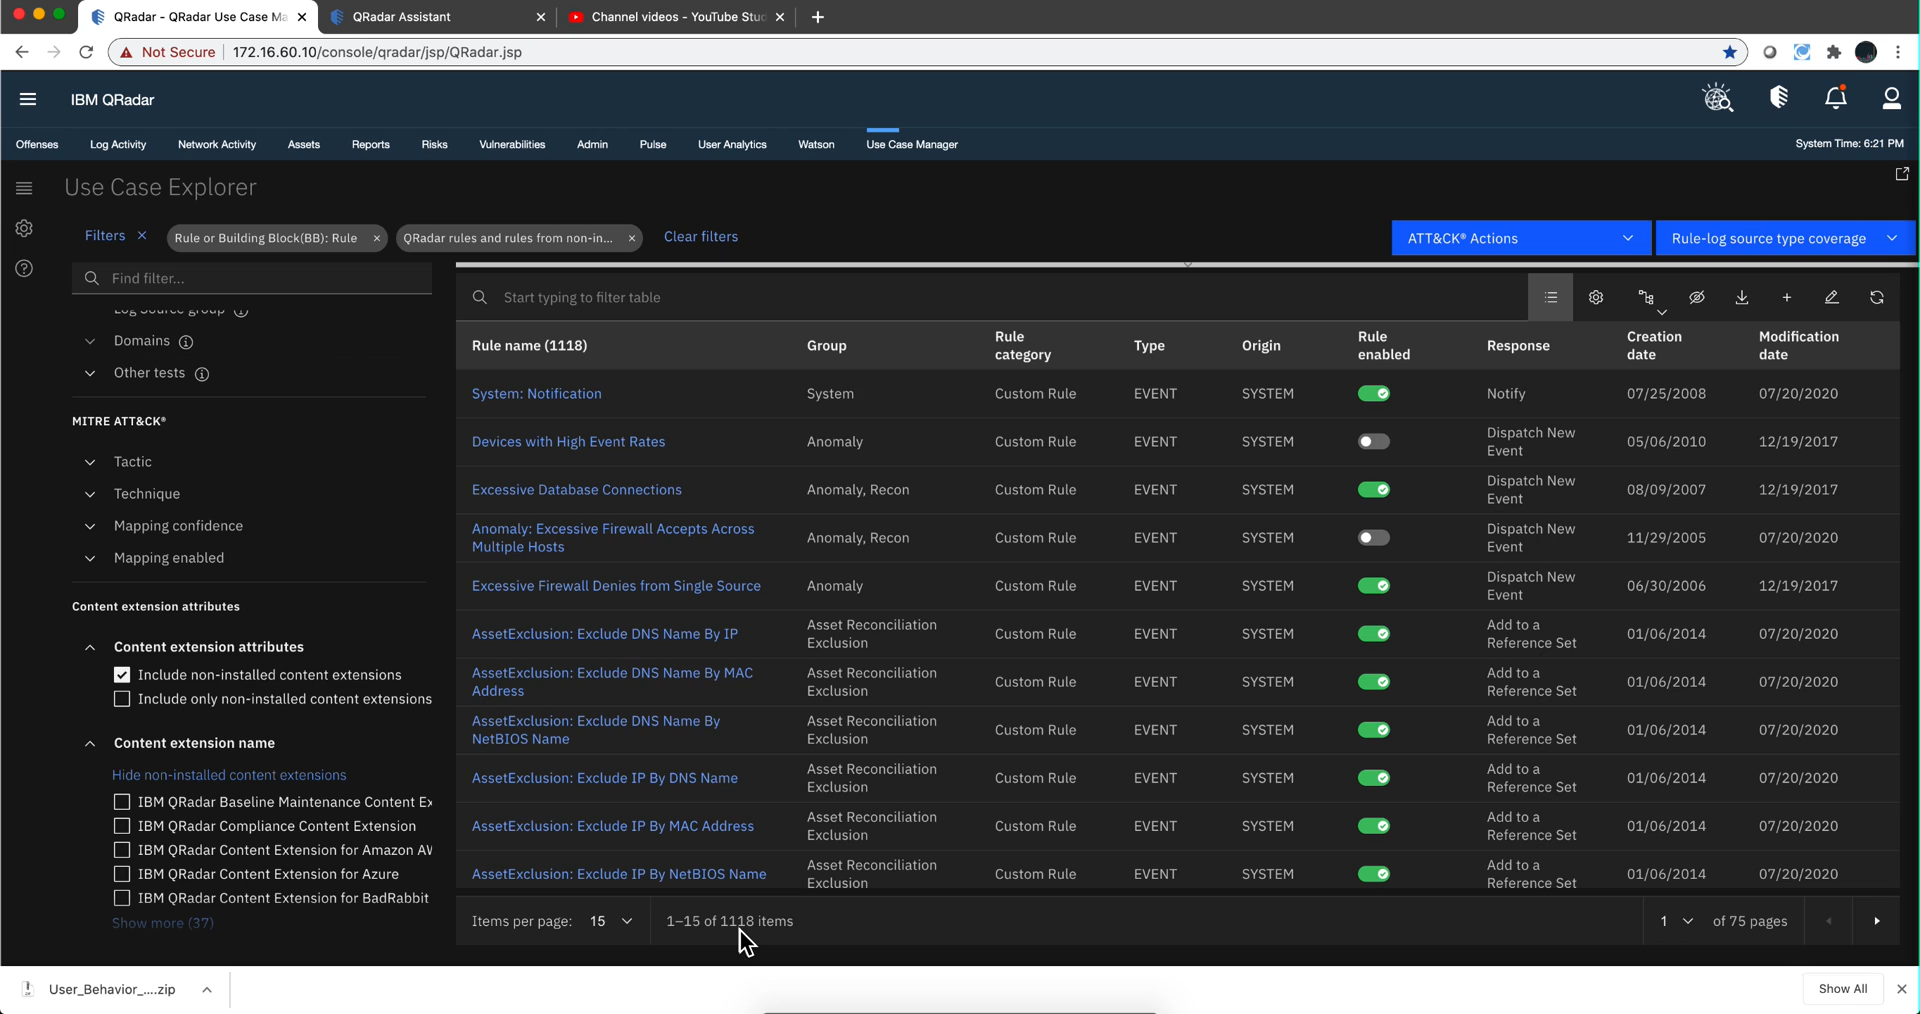 QRadar - QRadar Use Case Ma
QRadar Assistant
Channel videos - YouTube Stud
Not Secure 172.16.60.10/console/qradar/jsp/QRadar.jsp
IBM QRadar
Offenses Log Activity Network Activity Assets Reports Risks Vulnerabilities Admin Pulse User Analytics Watson Use Case Manager System Time: 6:21 PM
Use Case Explorer
Filters Rule or Building Block(BB): Rule QRadar rules and rules from non-in... Clear filters ATT&CK® Actions Rule-log source type coverage
Find filter...
Log Source group
Domains
Other tests
MITRE ATT&CK®
Tactic
Technique
Mapping confidence
Mapping enabled
Content extension attributes
Content extension attributes
Include non-installed content extensions
Include only non-installed content extensions
Content extension name
Hide non-installed content extensions
IBM QRadar Baseline Maintenance Content Ex
IBM QRadar Compliance Content Extension
IBM QRadar Content Extension for Amazon AW
IBM QRadar Content Extension for Azure
IBM QRadar Content Extension for BadRabbit
Show more (37)
Start typing to filter table
Rule name (1118) Group Rule category Type Origin Rule enabled Response Creation date Modification date
System: Notification System Custom Rule EVENT SYSTEM Notify 07/25/2008 07/20/2020
Devices with High Event Rates Anomaly Custom Rule EVENT SYSTEM Dispatch New Event 05/06/2010 12/19/2017
Excessive Database Connections Anomaly, Recon Custom Rule EVENT SYSTEM Dispatch New Event 08/09/2007 12/19/2017
Anomaly: Excessive Firewall Accepts Across Multiple Hosts Anomaly, Recon Custom Rule EVENT SYSTEM Dispatch New Event 11/29/2005 07/20/2020
Excessive Firewall Denies from Single Source Anomaly Custom Rule EVENT SYSTEM Dispatch New Event 06/30/2006 12/19/2017
AssetExclusion: Exclude DNS Name By IP Asset Reconciliation Exclusion Custom Rule EVENT SYSTEM Add to a Reference Set 01/06/2014 07/20/2020
AssetExclusion: Exclude DNS Name By MAC Address Asset Reconciliation Exclusion Custom Rule EVENT SYSTEM Add to a Reference Set 01/06/2014 07/20/2020
AssetExclusion: Exclude DNS Name By NetBIOS Name Asset Reconciliation Exclusion Custom Rule EVENT SYSTEM Add to a Reference Set 01/06/2014 07/20/2020
AssetExclusion: Exclude IP By DNS Name Asset Reconciliation Exclusion Custom Rule EVENT SYSTEM Add to a Reference Set 01/06/2014 07/20/2020
AssetExclusion: Exclude IP By MAC Address Asset Reconciliation Exclusion Custom Rule EVENT SYSTEM Add to a Reference Set 01/06/2014 07/20/2020
AssetExclusion: Exclude IP By NetBIOS Name Asset Reconciliation Exclusion Custom Rule EVENT SYSTEM Add to a Reference Set 01/06/2014 07/20/2020
Items per page: 15 1–15 of 1118 items 1 of 75 pages
User_Behavior_....zip Show All